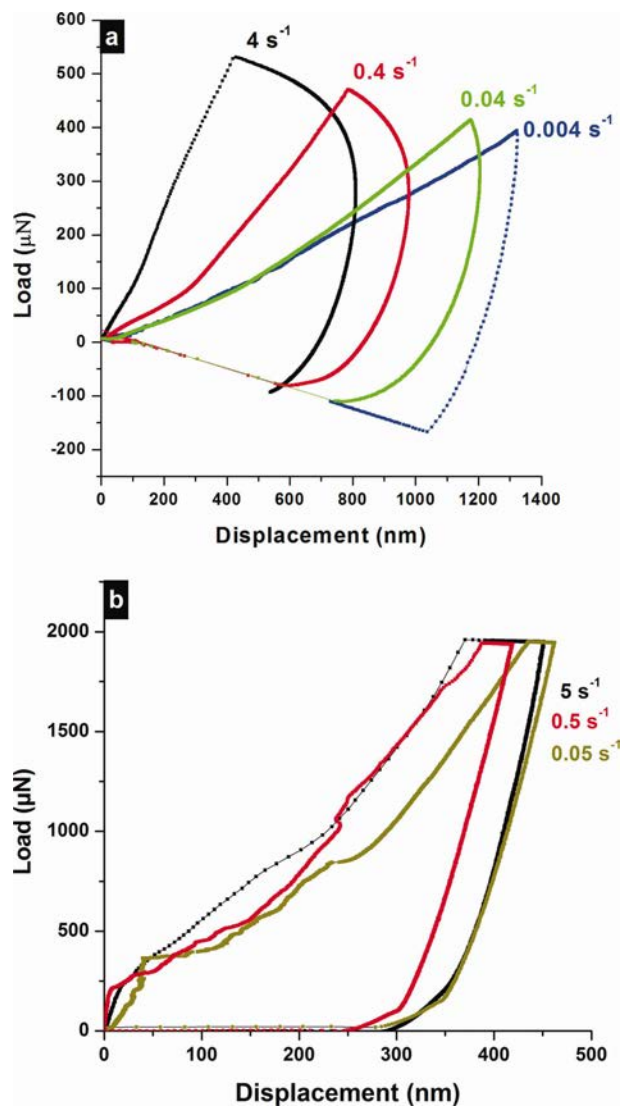 a
4 s⁻¹
0.4 s⁻¹
0.04 s⁻¹
0.004 s⁻¹
600
500
400
300
200
100
0
-100
-200
Load (µN)
0 200 400 600 800 1000 1200 1400
Displacement (nm)
b
2000
1500
1000
500
0
5 s⁻¹
0.5 s⁻¹
0.05 s⁻¹
Load (µN)
0 100 200 300 400 500
Displacement (nm)